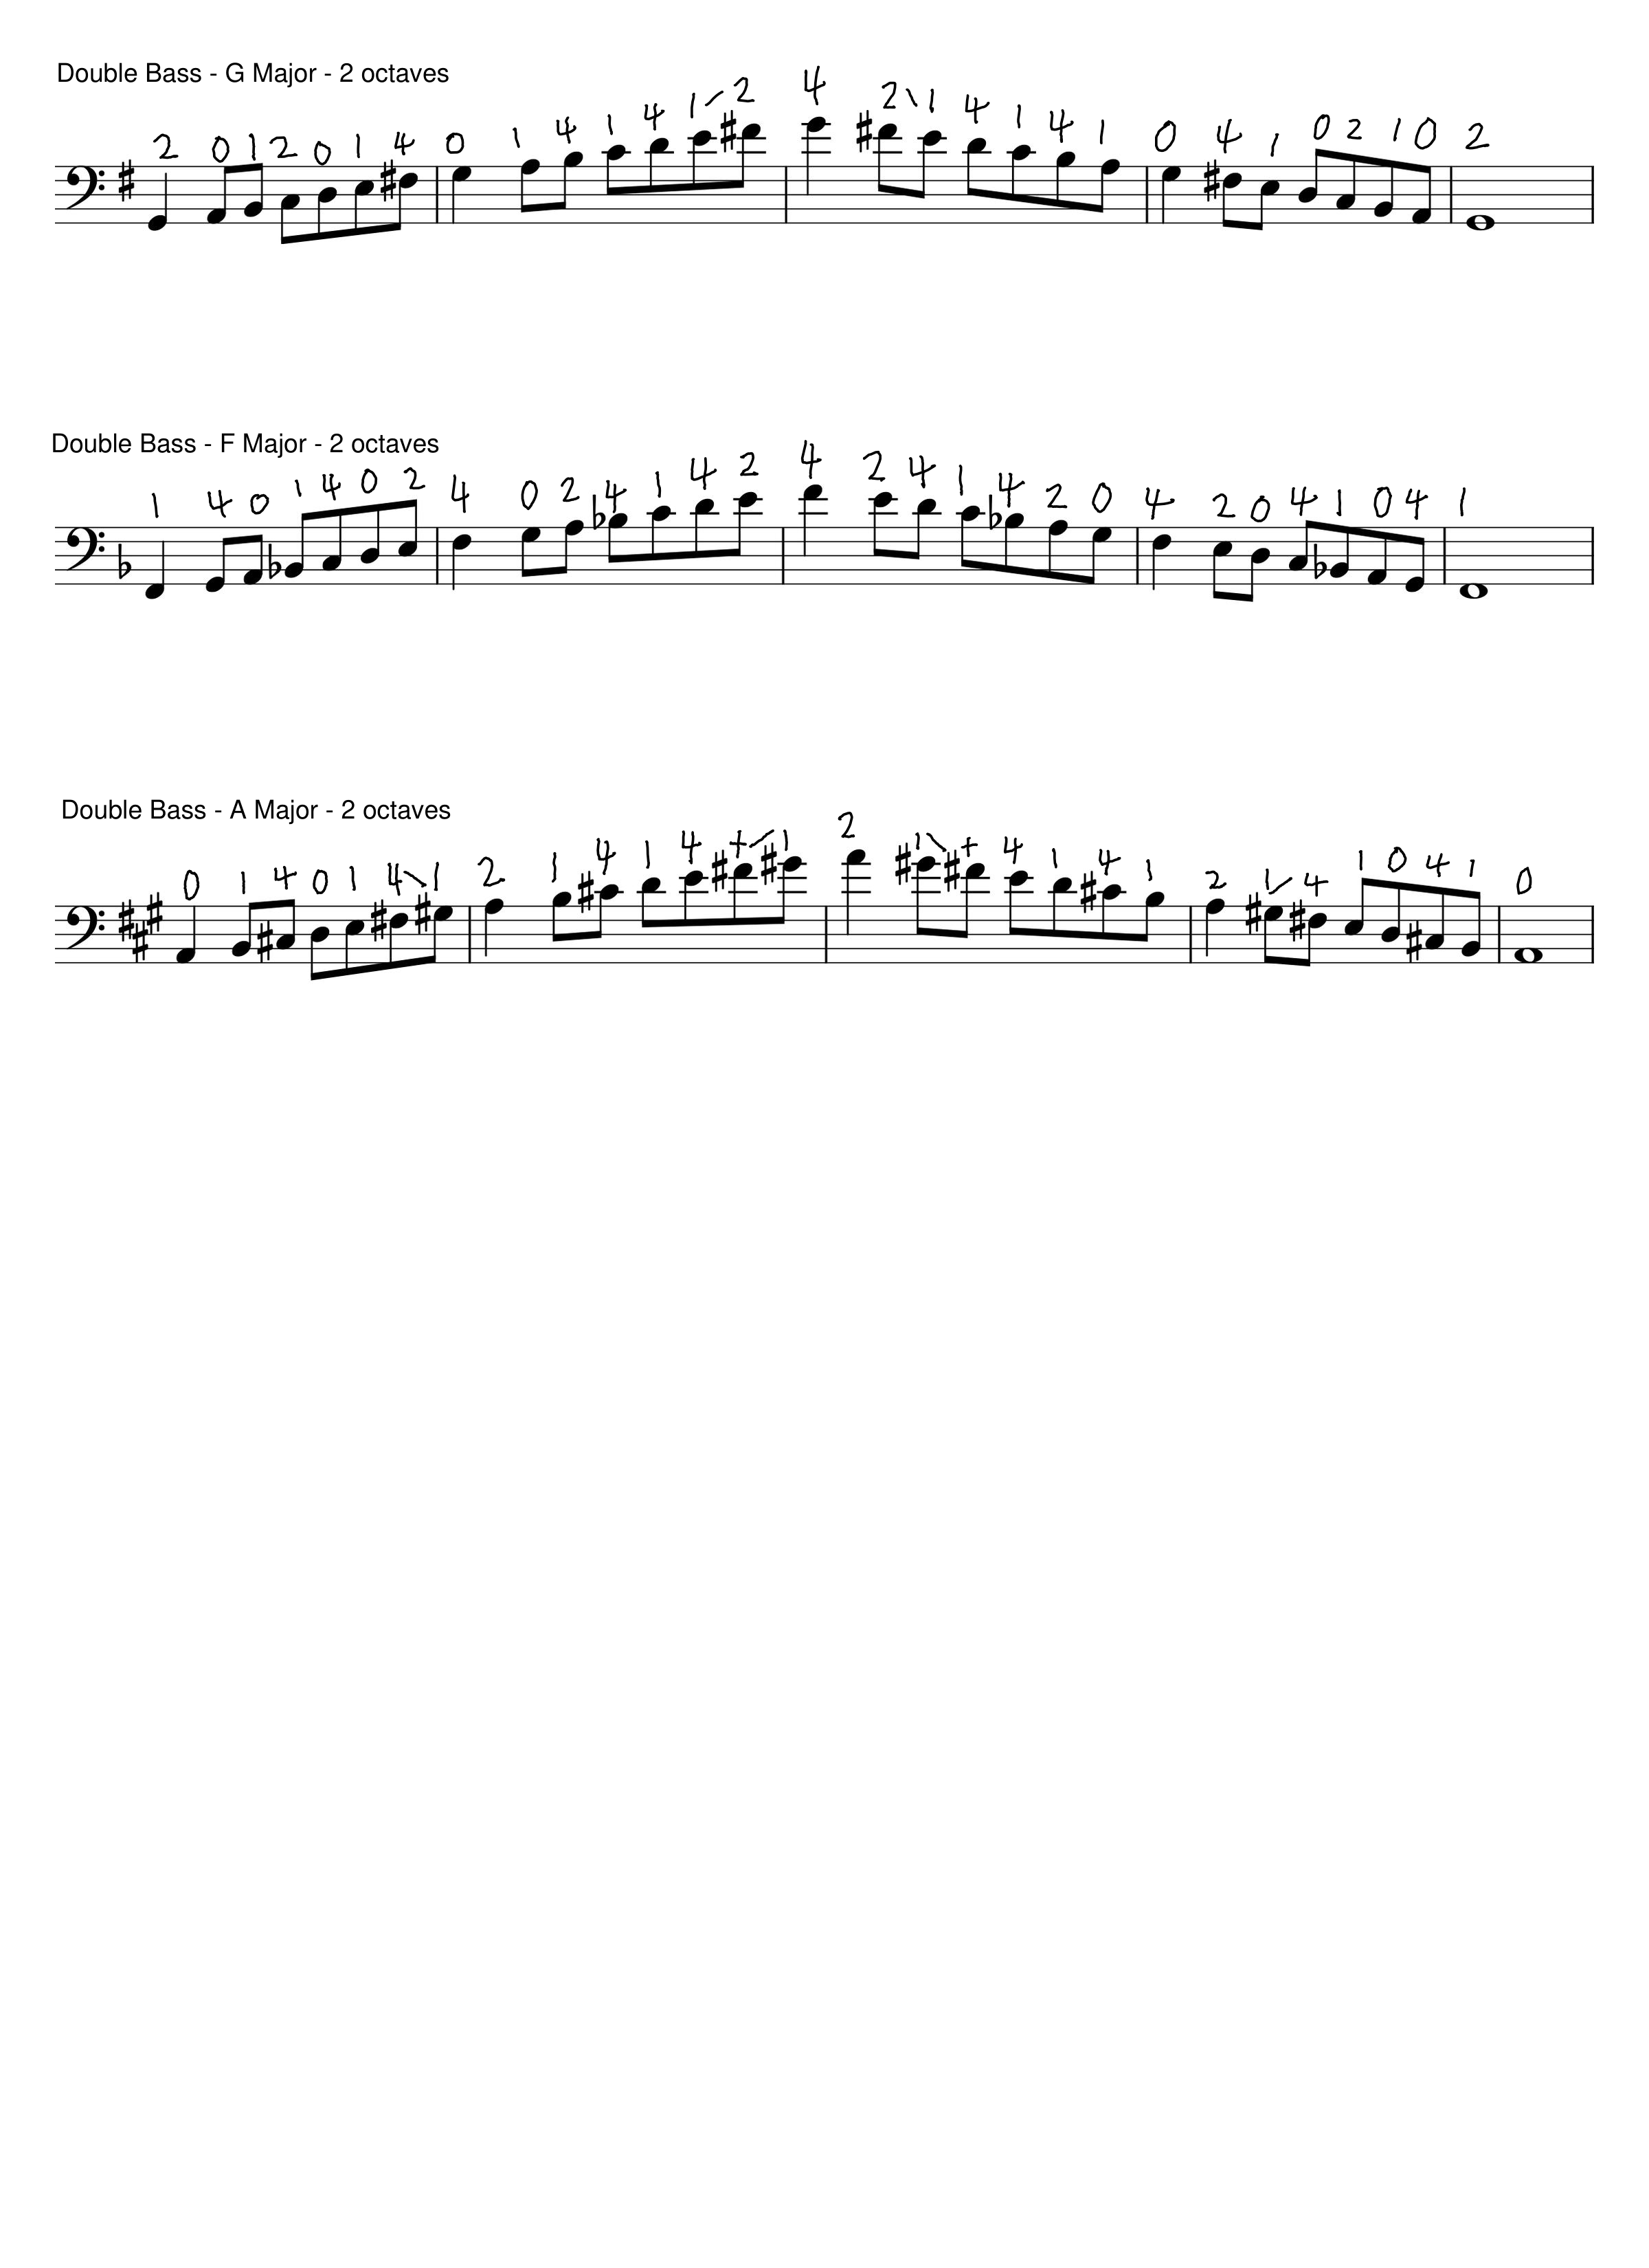 Double Bass - G Major - 2 octaves
2 0 1 2 0 1 4 0 1 4 1 4 1 2 4 2 1 4 1 4 1 0 4 1 0 2 1 0 2
Double Bass - F Major - 2 octaves
1 4 0 1 4 0 2 4 0 2 4 1 4 2 4 2 4 1 4 2 0 4 2 0 4 1 0 4 1
Double Bass - A Major - 2 octaves
0 1 4 0 1 4 1 2 1 4 1 4 + 1 2 1 + 4 1 4 1 2 1 4 1 0 4 1 0